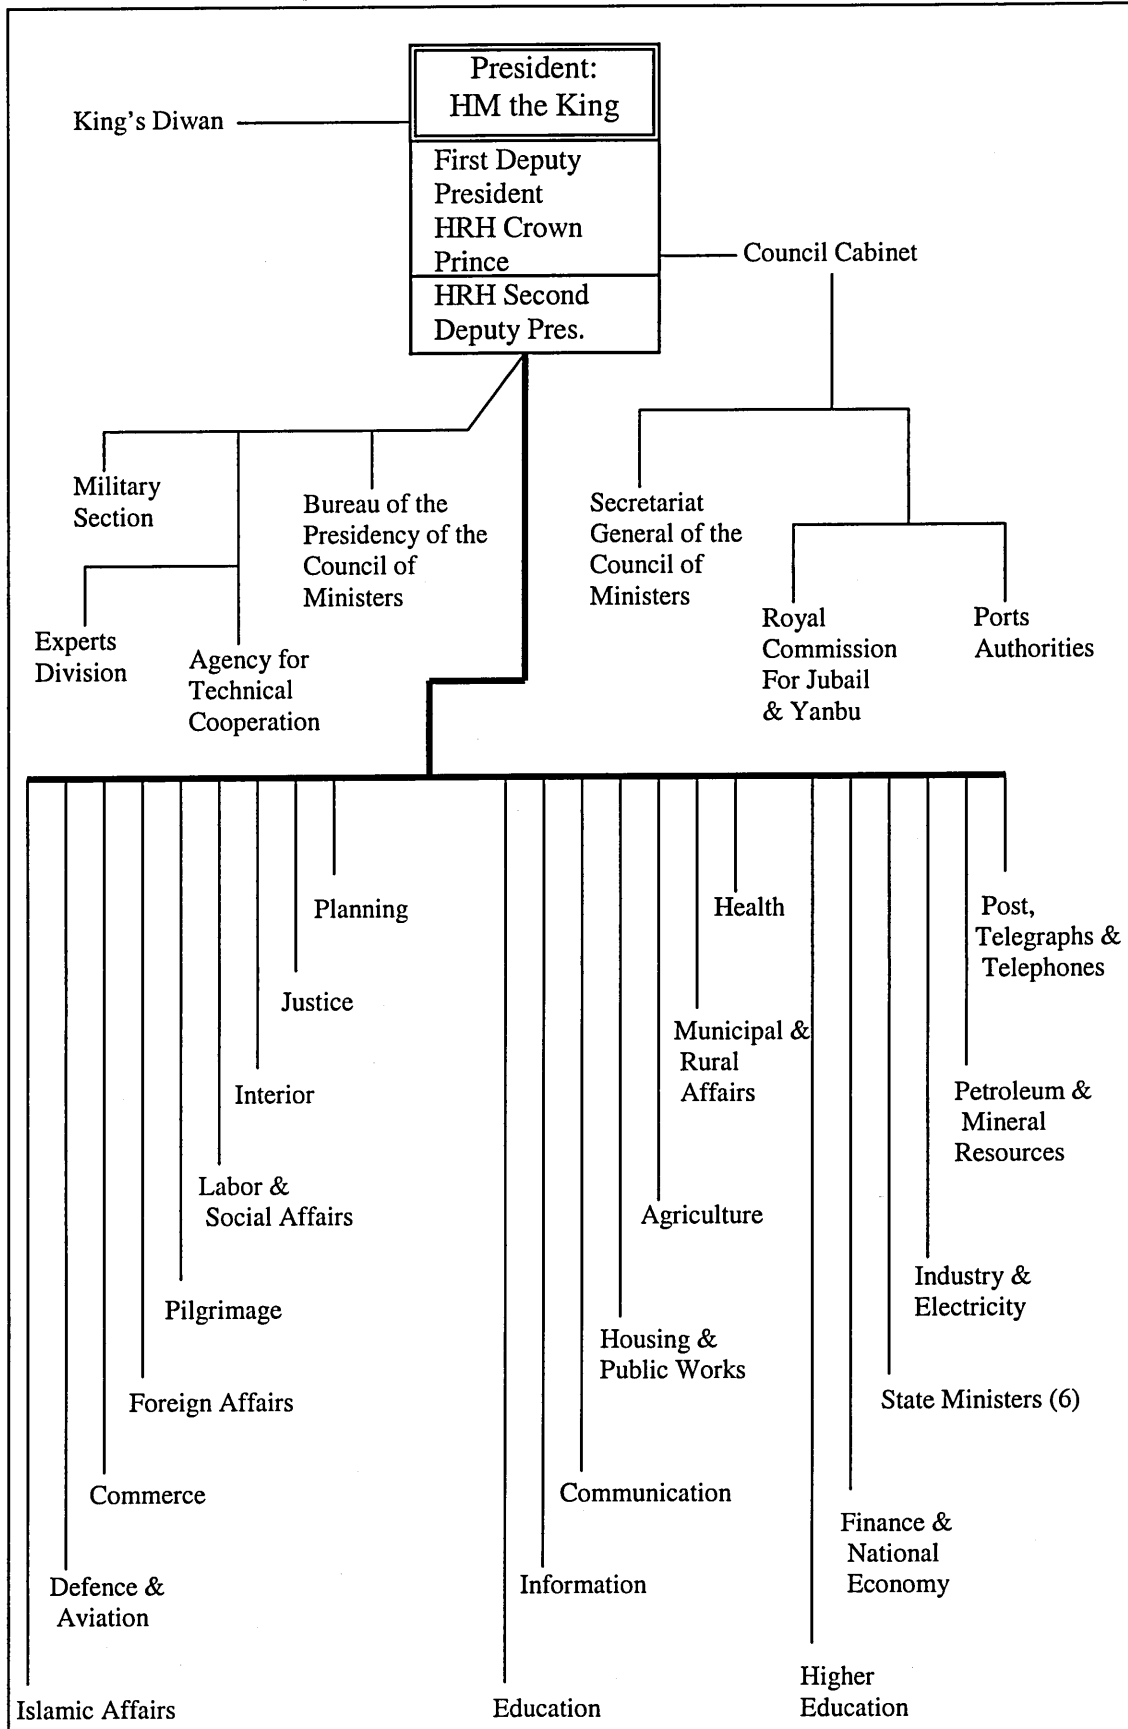 President:
HM the King
King's Diwan
First Deputy
President
HRH Crown
Prince
Council Cabinet
HRH Second
Deputy Pres.
Military
Section
Bureau of the
Presidency of the
Council of
Ministers
Secretariat
General of the
Council of
Ministers
Experts
Division
Agency for
Technical
Cooperation
Royal
Commission
For Jubail
& Yanbu
Ports
Authorities
Planning
Health
Post,
Telegraphs &
Telephones
Justice
Municipal &
Rural
Affairs
Interior
Petroleum &
Mineral
Resources
Labor &
Social Affairs
Agriculture
Industry &
Electricity
Pilgrimage
Housing &
Public Works
Foreign Affairs
State Ministers (6)
Commerce
Communication
Finance &
National
Economy
Defence &
Aviation
Information
Islamic Affairs
Education
Higher
Education